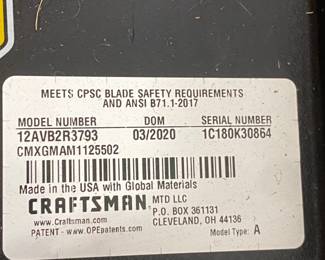 MEETS CPSC BLADE SAFETY REQUIREMENTS
AND ANSI B71.1-2017
MODEL NUMBER DOM SERIAL NUMBER
12AVB2R3793 03/2020 1C180K30864
CMXGMAM1125502
Made in the USA with Global Materials
CRAFTSMAN MTD LLC
www.Craftsman.com P.O. BOX 361131
PATENT - www.OPEpatents.com CLEVELAND, OH 44136
Model Type: A